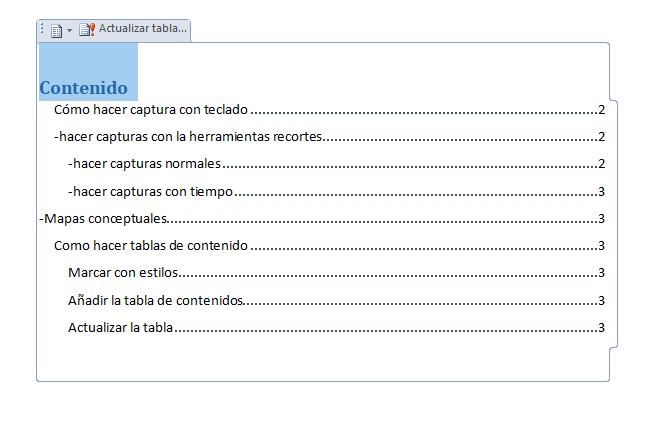 Actualizar tabla...
Contenido
Cómo hacer captura con teclado ........ 2
-hacer capturas con la herramientas recortes........ 2
-hacer capturas normales ........ 2
-hacer capturas con tiempo ........ 3
-Mapas conceptuales........ 3
Como hacer tablas de contenido ........ 3
Marcar con estilos........ 3
Añadir la tabla de contenidos........ 3
Actualizar la tabla ........ 3